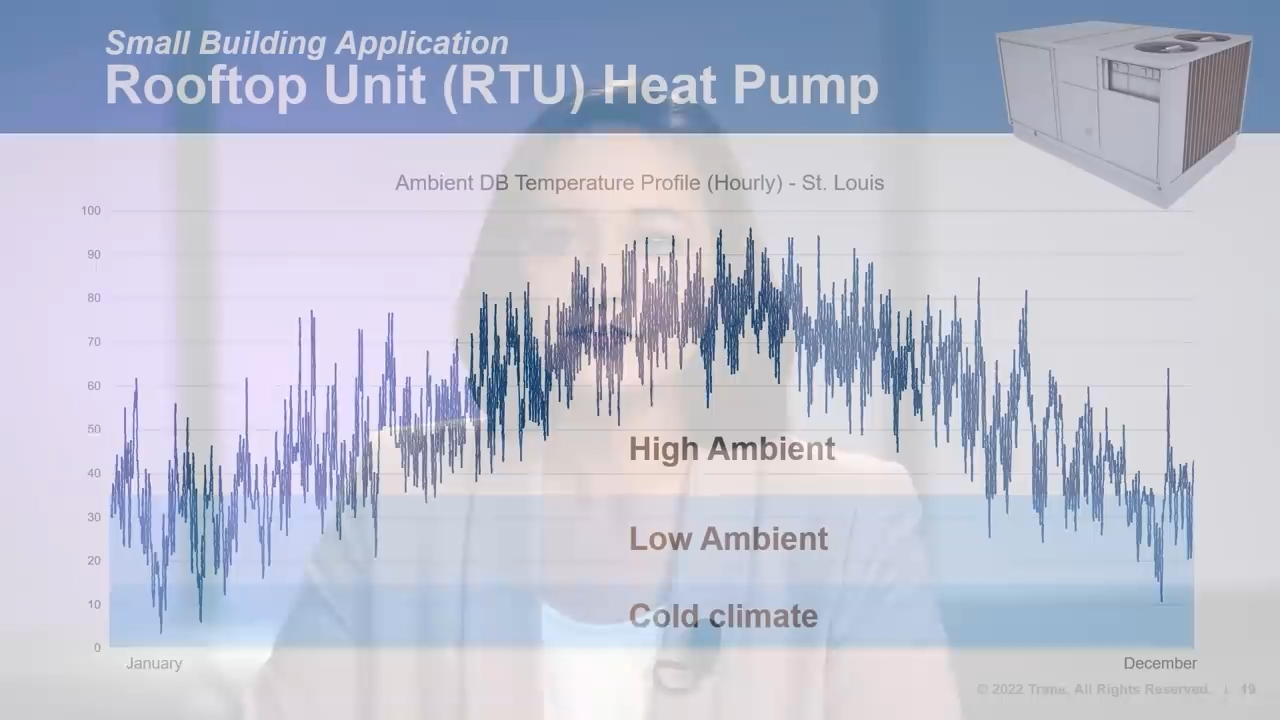 Small Building Application
Rooftop Unit (RTU) Heat Pump
Ambient DB Temperature Profile (Hourly) - St. Louis
100
90
80
70
60
50
40
30
20
10
0
High Ambient
Low Ambient
Cold climate
January
December
© 2022 Trane. All Rights Reserved. | 19